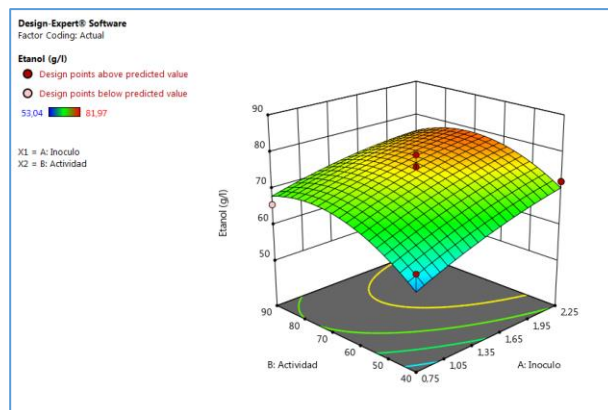 Design-Expert® Software
Factor Coding: Actual
Etanol (g/l)
Design points above predicted value
Design points below predicted value
53,04 81,97
X1 = A: Inoculo
X2 = B: Actividad
90
80
70
60
50
Etanol (g/l)
90
80
70
60
50
40
B: Actividad
0.75
1.05
1.35
1.65
1.95
2.25
A: Inoculo